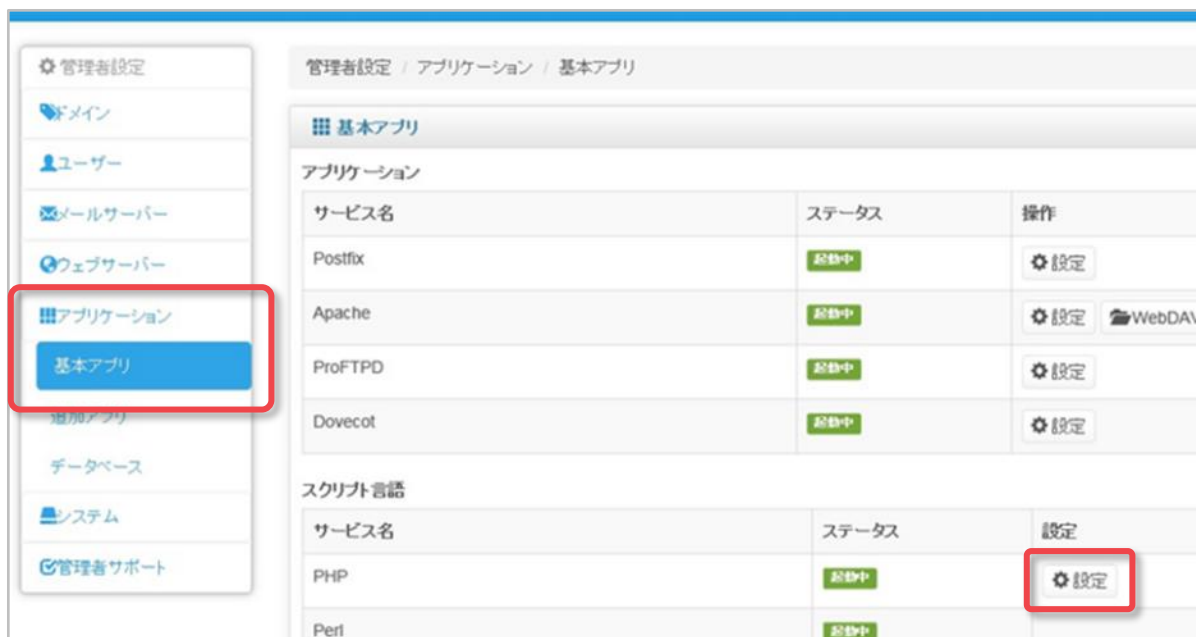 管理者設定
ドメイン
ユーザー
メールサーバー
ウェブサーバー
アプリケーション
基本アプリ
追加アプリ
データベース
システム
管理者サポート
管理者設定 / アプリケーション / 基本アプリ
基本アプリ
アプリケーション
サービス名 ステータス 操作
Postfix 起動中 設定
Apache 起動中 設定 WebDAV
ProFTPD 起動中 設定
Dovecot 起動中 設定
スクリプト言語
サービス名 ステータス 設定
PHP 起動中 設定
Perl 起動中